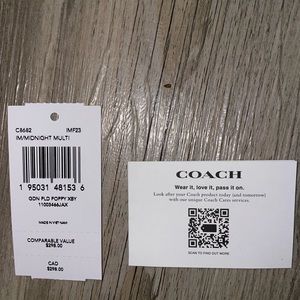 C8682 IMF23
IM/MIDNIGHT MULTI
1 95031 48153 6
GDN PLD POPPY XBY
11003466JAX
MADE IN VIETNAM
COMPARABLE VALUE
$298.00
CAD
$298.00
COACH
Wear it, love it, pass it on.
Look after your Coach product today (and tomorrow)
with our unique Coach Cares services.
SCAN TO FIND OUT MORE